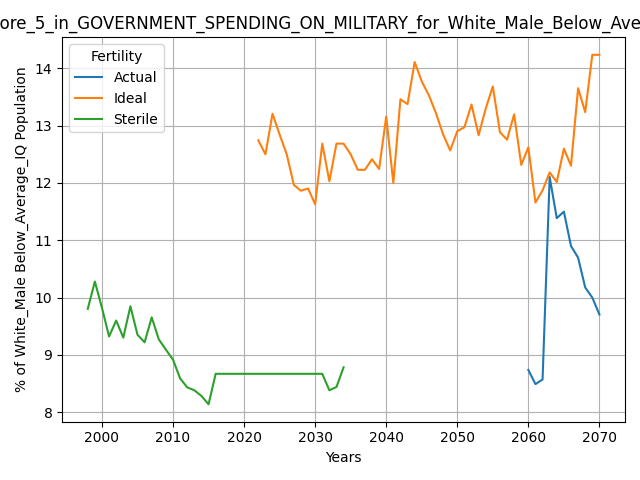 ore_5_in_GOVERNMENT_SPENDING_ON_MILITARY_for_White_Male_Below_Ave
Fertility
Actual
Ideal
Sterile
% of White_Male Below_Average_IQ Population
14
13
12
11
10
9
8
2000 2010 2020 2030 2040 2050 2060 2070
Years